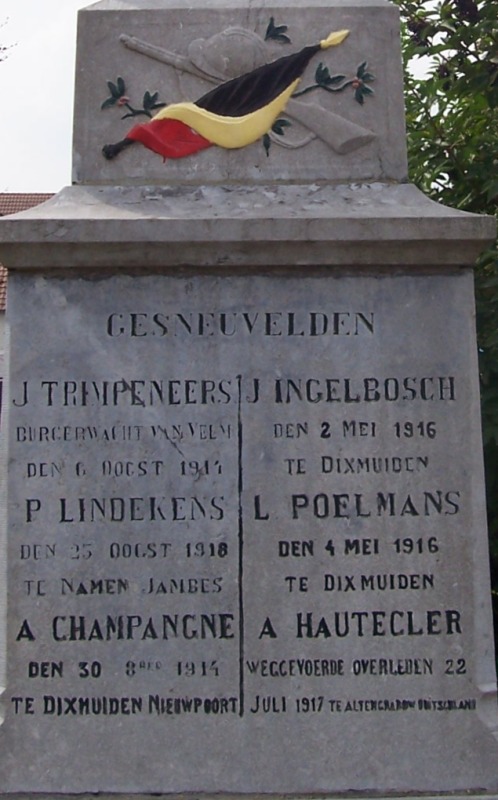 GESNEUVELDEN
J TRIMPENEERS
BURGERWACHT VAN VELM
DEN 6 OOGST 1914
P LINDEKENS
DEN 25 OOGST 1918
TE NAMEN JAMBES
A CHAMPANGNE
DEN 30 8BER 1914
TE DIXMUIDEN NIEUWPOORT
J INGELBOSCH
DEN 2 MEI 1916
TE DIXMUIDEN
L POELMANS
DEN 4 MEI 1916
TE DIXMUIDEN
A HAUTECLER
WEGGEVOERDE OVERLEDEN 22
JULI 1917 TE ALTENGRABOW DUITSCHLAND